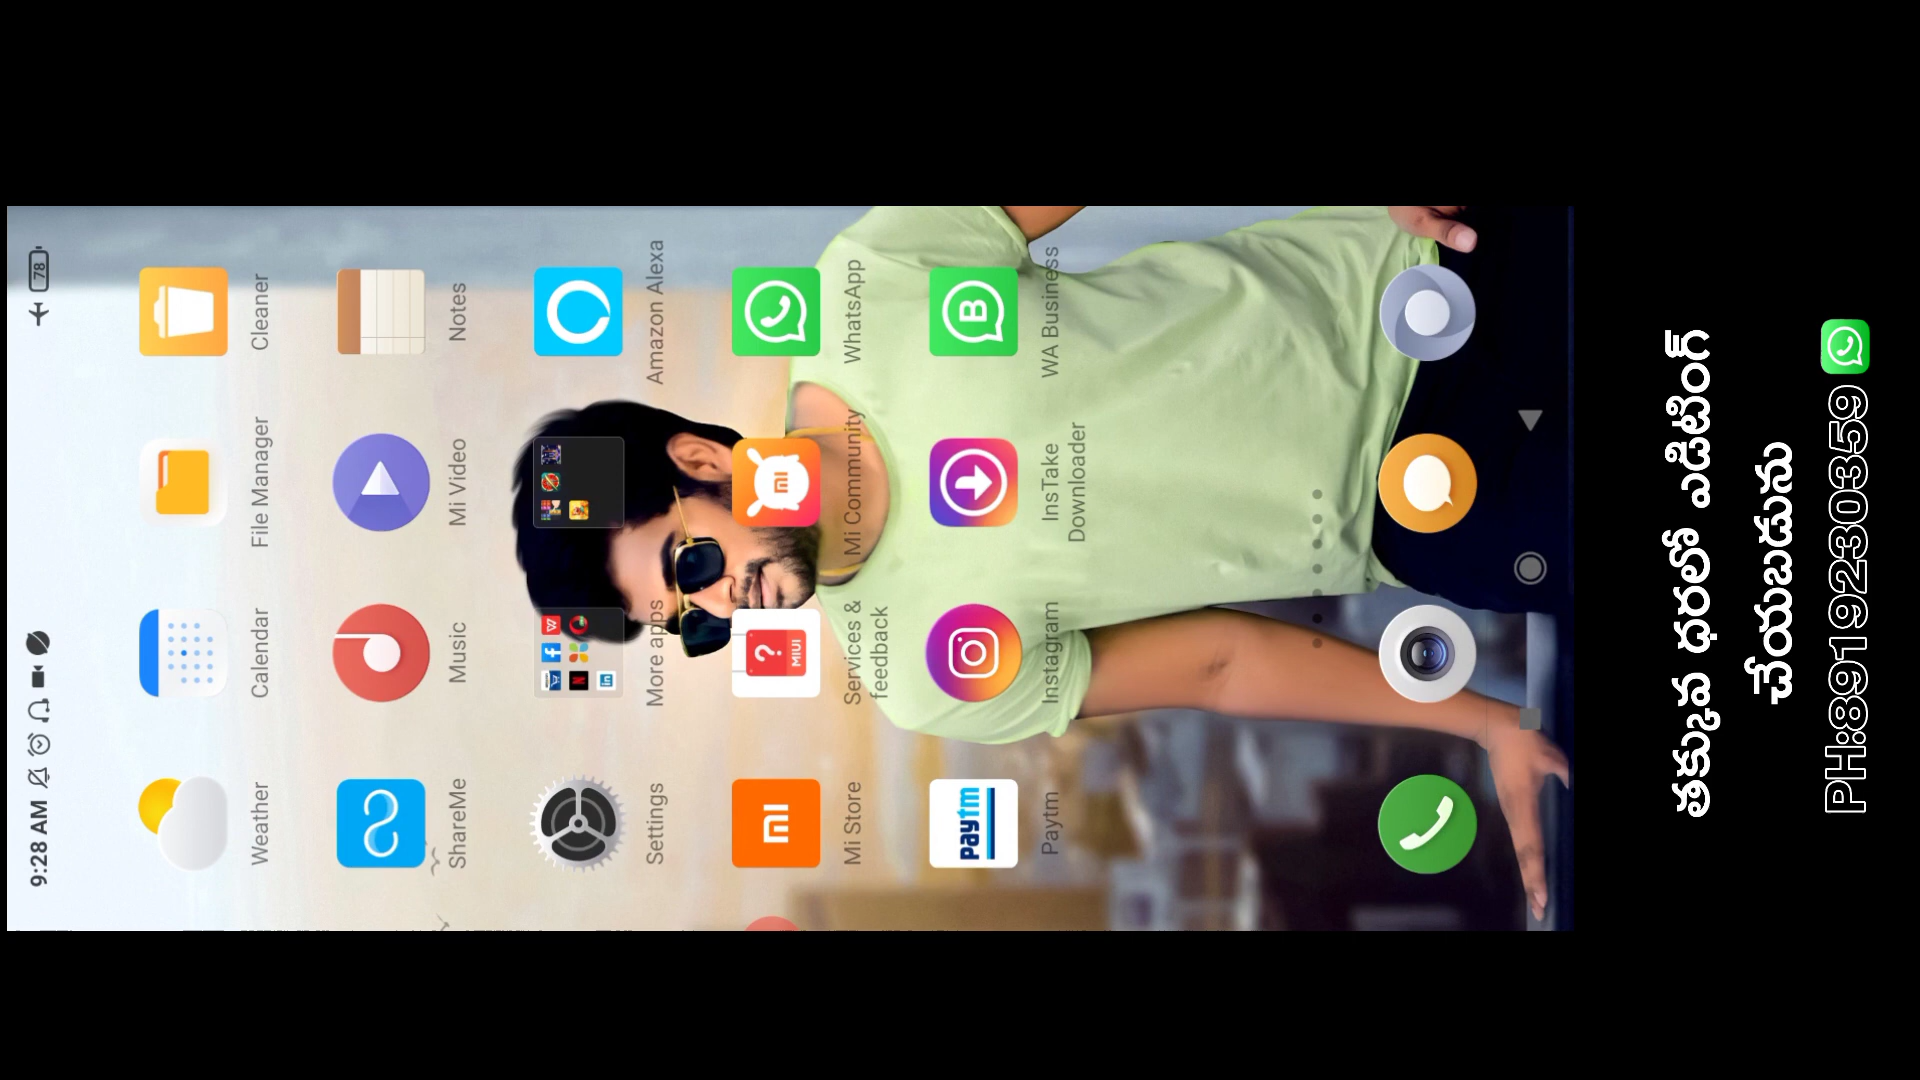 9:28 AM
78
Weather
Calendar
File Manager
Cleaner
ShareMe
Music
Mi Video
Notes
Settings
More apps
Amazon Alexa
Mi Store
Services &
feedback
Mi Community
WhatsApp
MIUI
Paytm
Paytm
Instagram
InsTake
Downloader
WA Business
తక్కువ ధరలో ఎడిటింగ్
చేయబడును
PH:8919230359